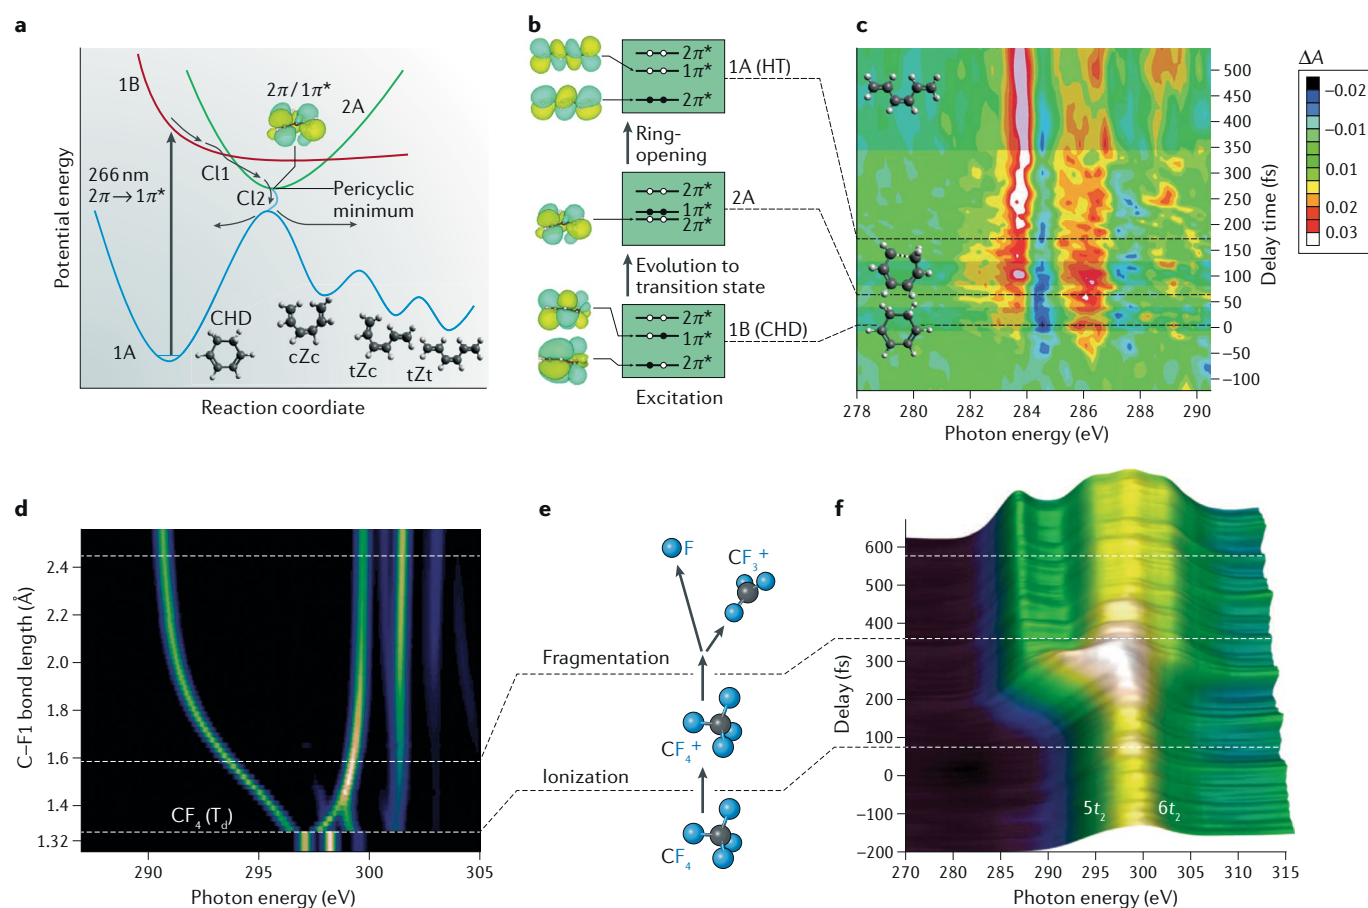 a
1B
2π/1π*
2A
266 nm
2π→1π*
Cl1
Cl2
Pericyclic
minimum
CHD
cZc
tZc
tZt
1A
Potential energy
Reaction coordiate
b
2π*
1π*
2π*
1A (HT)
Ring-
opening
2π*
1π*
2π*
2A
Evolution to
transition state
2π*
1π*
2π*
1B (CHD)
Excitation
c
500
450
400
350
300
250
200
150
100
50
0
−50
−100
Delay time (fs)
278 280 282 284 286 288 290
Photon energy (eV)
ΔA
−0.02
−0.01
0.01
0.02
0.03
d
2.4
2.2
2.0
1.8
1.6
1.4
1.32
C–F1 bond length (Å)
CF4 (Td)
290 295 300 305
Photon energy (eV)
e
F
CF3+
Fragmentation
CF4+
Ionization
CF4
f
600
500
400
300
200
100
0
−100
−200
Delay (fs)
5t2 6t2
270 280 285 290 295 300 305 310 315
Photon energy (eV)